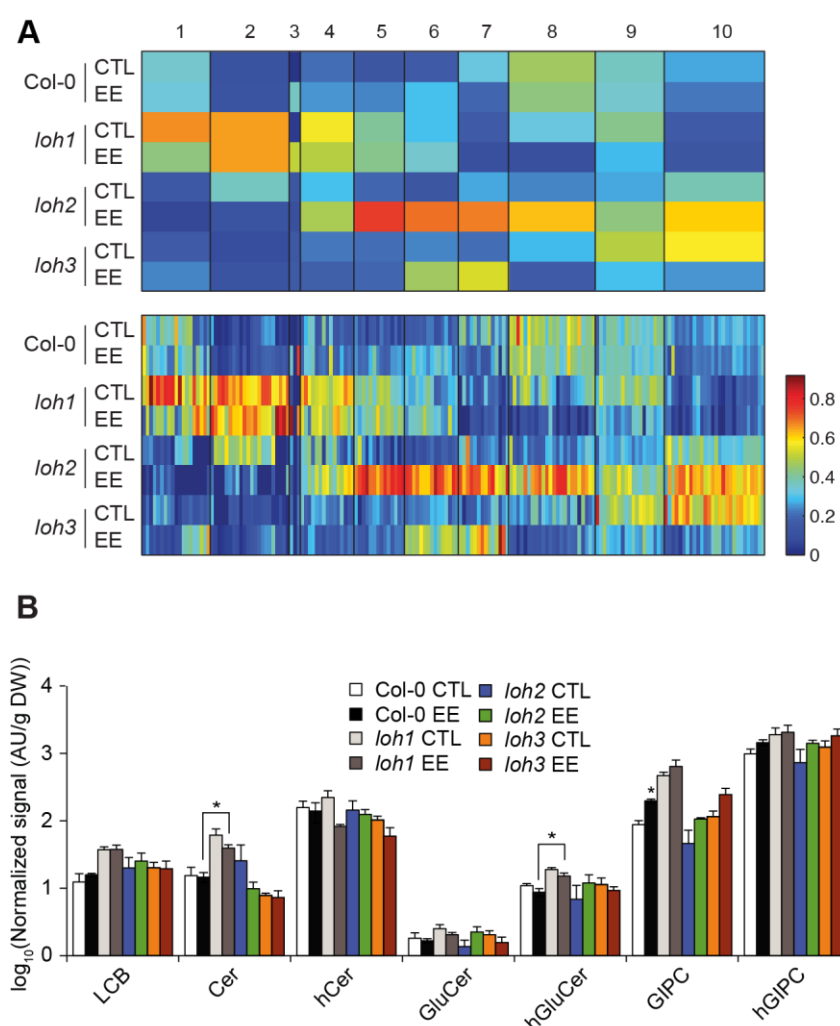 A
1 2 3 4 5 6 7 8 9 10
Col-0 CTL
EE
loh1 CTL
EE
loh2 CTL
EE
loh3 CTL
EE
Col-0 CTL
EE
loh1 CTL
EE
loh2 CTL
EE
loh3 CTL
EE
0.8
0.6
0.4
0.2
0
B
log10(Normalized signal (AU/g DW))
4
3
2
1
0
Col-0 CTL
Col-0 EE
loh1 CTL
loh1 EE
loh2 CTL
loh2 EE
loh3 CTL
loh3 EE
*
*
*
LCB
Cer
hCer
GluCer
hGluCer
GIPC
hGIPC